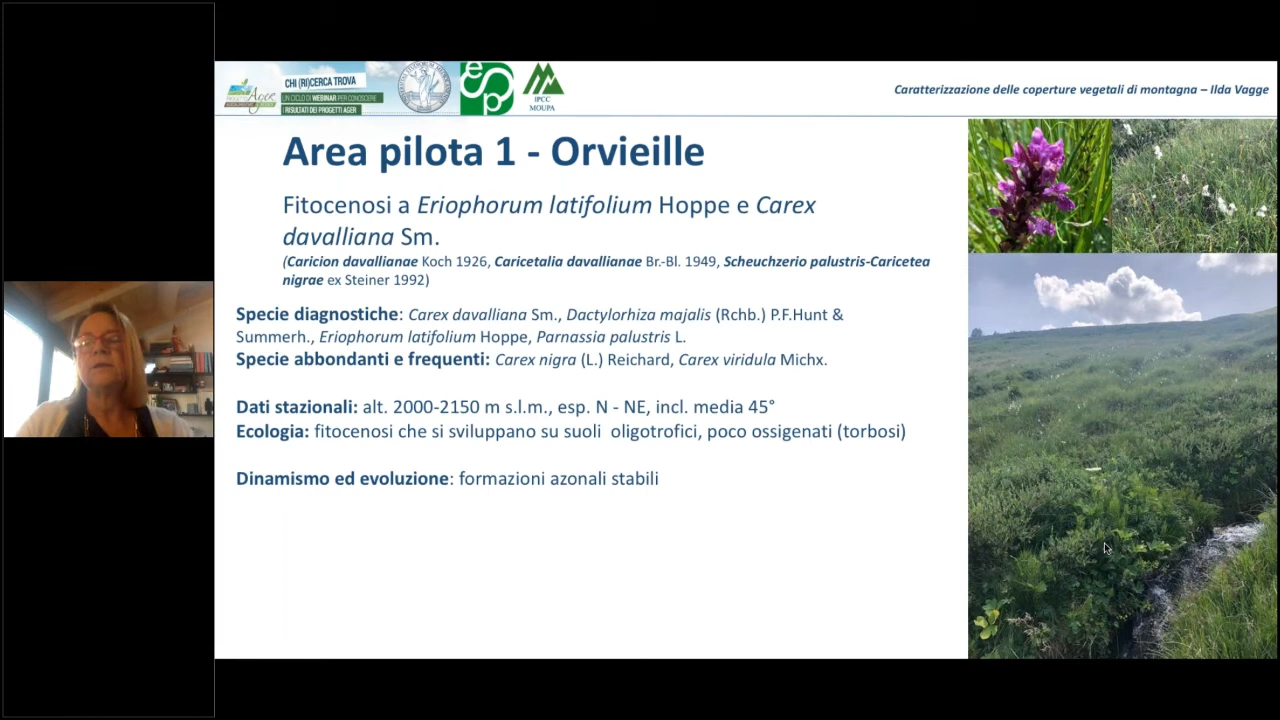 CHI (RI)CERCA TROVA
UN CICLO DI WEBINAR PER CONOSCERE
I RISULTATI DEI PROGETTI AGER
Ager
esp
IPCC
MOUPA
Caratterizzazione delle coperture vegetali di montagna – Ilda Vagge
Area pilota 1 - Orvieille
Fitocenosi a Eriophorum latifolium Hoppe e Carex
davalliana Sm.
(Caricion davallianae Koch 1926, Caricetalia davallianae Br.-Bl. 1949, Scheuchzerio palustris-Caricetea
nigrae ex Steiner 1992)
Specie diagnostiche: Carex davalliana Sm., Dactylorhiza majalis (Rchb.) P.F.Hunt &
Summerh., Eriophorum latifolium Hoppe, Parnassia palustris L.
Specie abbondanti e frequenti: Carex nigra (L.) Reichard, Carex viridula Michx.
Dati stazionali: alt. 2000-2150 m s.l.m., esp. N - NE, incl. media 45°
Ecologia: fitocenosi che si sviluppano su suoli  oligotrofici, poco ossigenati (torbosi)
Dinamismo ed evoluzione: formazioni azonali stabili